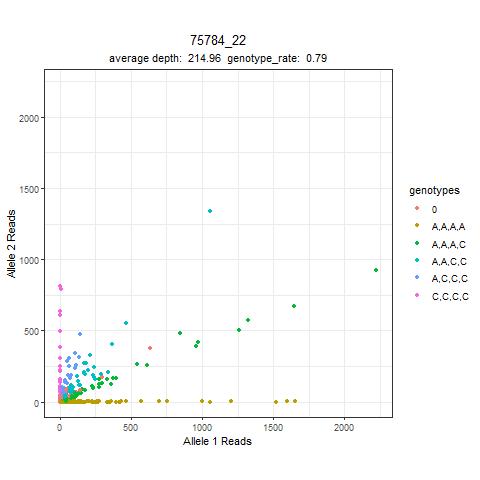 75784_22
average depth: 214.96 genotype_rate: 0.79
2000
1500
1000
500
0
Allele 2 Reads
0 500 1000 1500 2000
Allele 1 Reads
genotypes
0
A,A,A,A
A,A,A,C
A,A,C,C
A,C,C,C
C,C,C,C